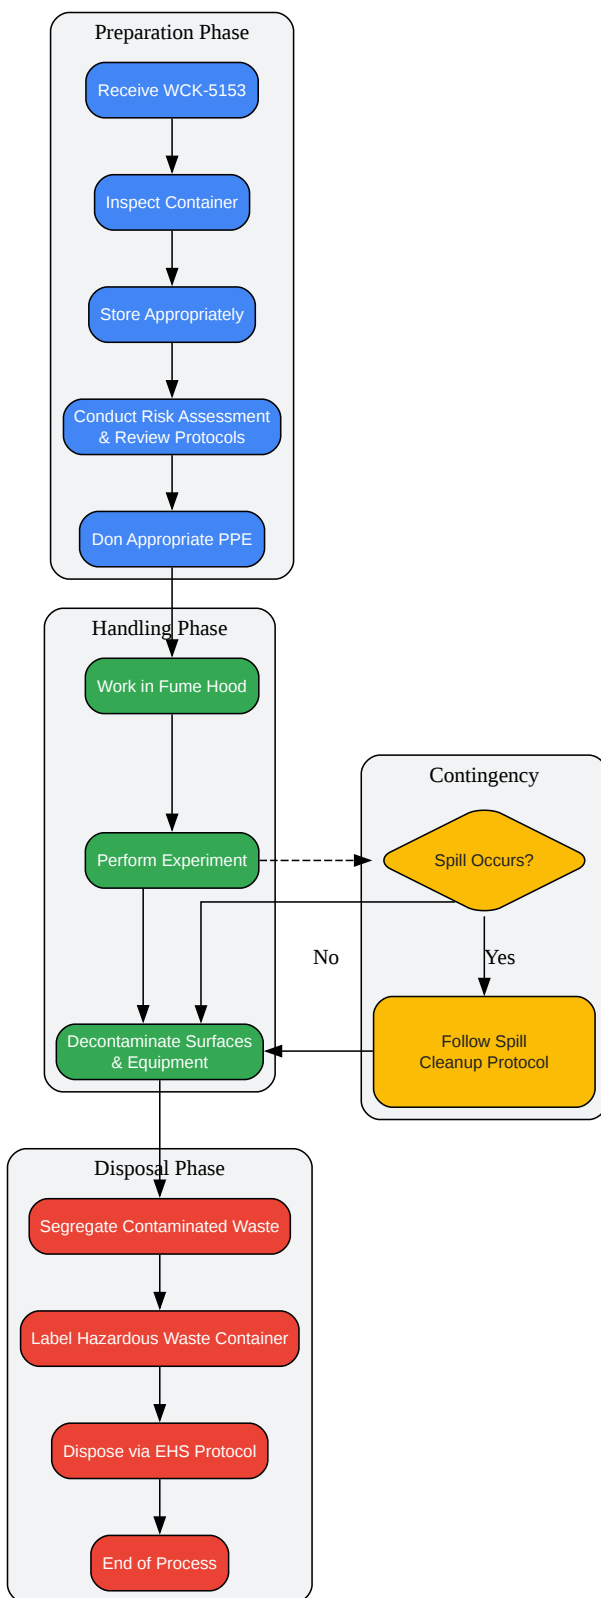 Preparation Phase
Receive WCK-5153
Inspect Container
Store Appropriately
Conduct Risk Assessment
& Review Protocols
Don Appropriate PPE
Handling Phase
Work in Fume Hood
Contingency
Perform Experiment
Spill Occurs?
No
Yes
Decontaminate Surfaces
& Equipment
Follow Spill
Cleanup Protocol
Disposal Phase
Segregate Contaminated Waste
Label Hazardous Waste Container
Dispose via EHS Protocol
End of Process